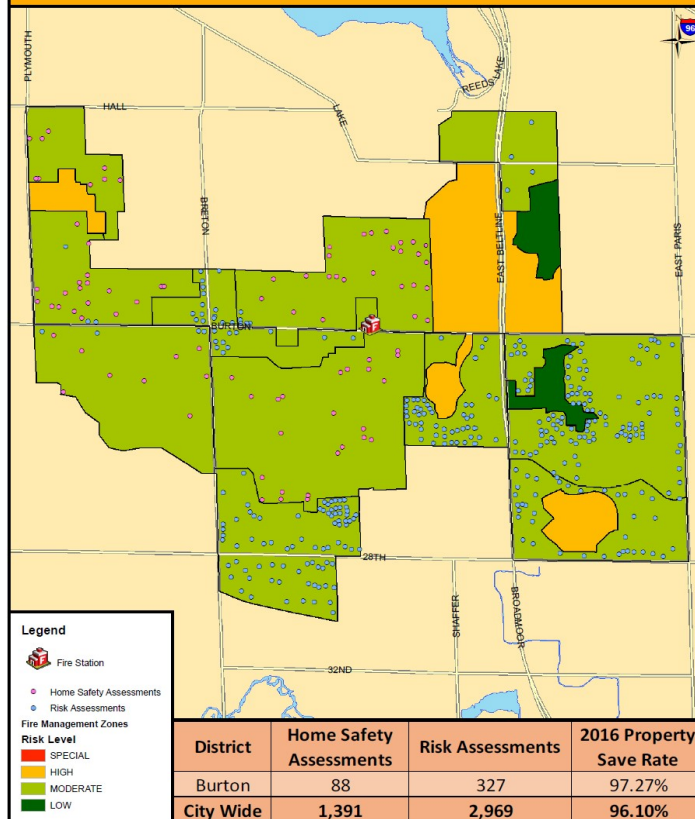 96
PLYMOUTH
REEDS LAKE
HALL
LAKE
BRETON
EAST BELTLINE
EAST PARIS
BURTON
28TH
SHAFFER
BROADMOOR
32ND
Legend
Fire Station
Home Safety Assessments
Risk Assessments
Fire Management Zones
Risk Level
SPECIAL
HIGH
MODERATE
LOW
District Home Safety Assessments Risk Assessments 2016 Property Save Rate
Burton 88 327 97.27%
City Wide 1,391 2,969 96.10%